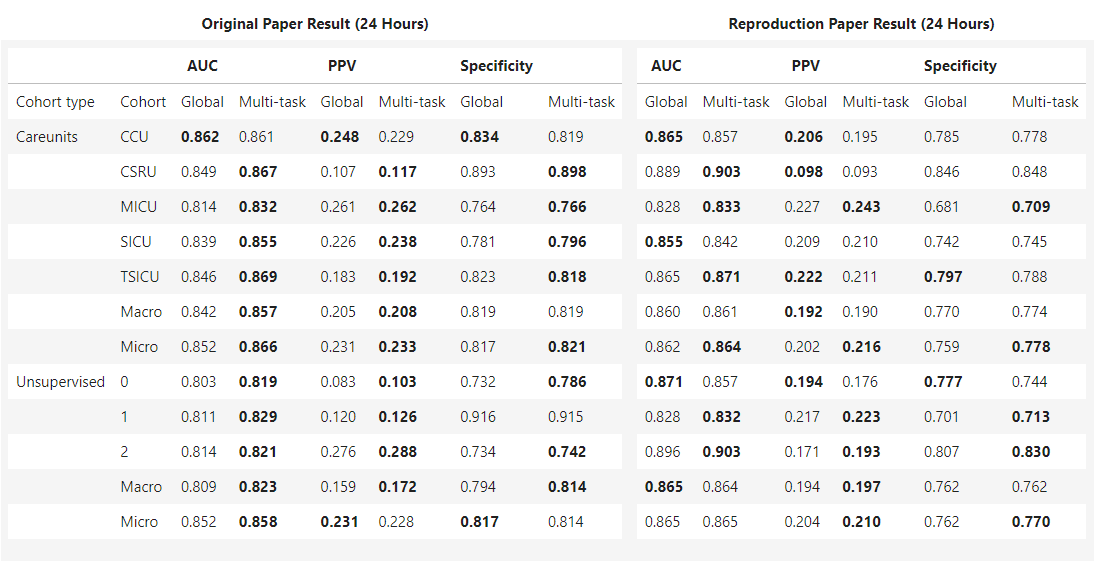 Original Paper Result (24 Hours) Reproduction Paper Result (24 Hours)
AUC PPV Specificity AUC PPV Specificity
Cohort type Cohort Global Multi-task Global Multi-task Global Multi-task Global Multi-task Global Multi-task Global Multi-task
Careunits CCU 0.862 0.861 0.248 0.229 0.834 0.819 0.865 0.857 0.206 0.195 0.785 0.778
CSRU 0.849 0.867 0.107 0.117 0.893 0.898 0.889 0.903 0.098 0.093 0.846 0.848
MICU 0.814 0.832 0.261 0.262 0.764 0.766 0.828 0.833 0.227 0.243 0.681 0.709
SICU 0.839 0.855 0.226 0.238 0.781 0.796 0.855 0.842 0.209 0.210 0.742 0.745
TSICU 0.846 0.869 0.183 0.192 0.823 0.818 0.865 0.871 0.222 0.211 0.797 0.788
Macro 0.842 0.857 0.205 0.208 0.819 0.819 0.860 0.861 0.192 0.190 0.770 0.774
Micro 0.852 0.866 0.231 0.233 0.817 0.821 0.862 0.864 0.202 0.216 0.759 0.778
Unsupervised 0 0.803 0.819 0.083 0.103 0.732 0.786 0.871 0.857 0.194 0.176 0.777 0.744
1 0.811 0.829 0.120 0.126 0.916 0.915 0.828 0.832 0.217 0.223 0.701 0.713
2 0.814 0.821 0.276 0.288 0.734 0.742 0.896 0.903 0.171 0.193 0.807 0.830
Macro 0.809 0.823 0.159 0.172 0.794 0.814 0.865 0.864 0.194 0.197 0.762 0.762
Micro 0.852 0.858 0.231 0.228 0.817 0.814 0.865 0.865 0.204 0.210 0.762 0.770